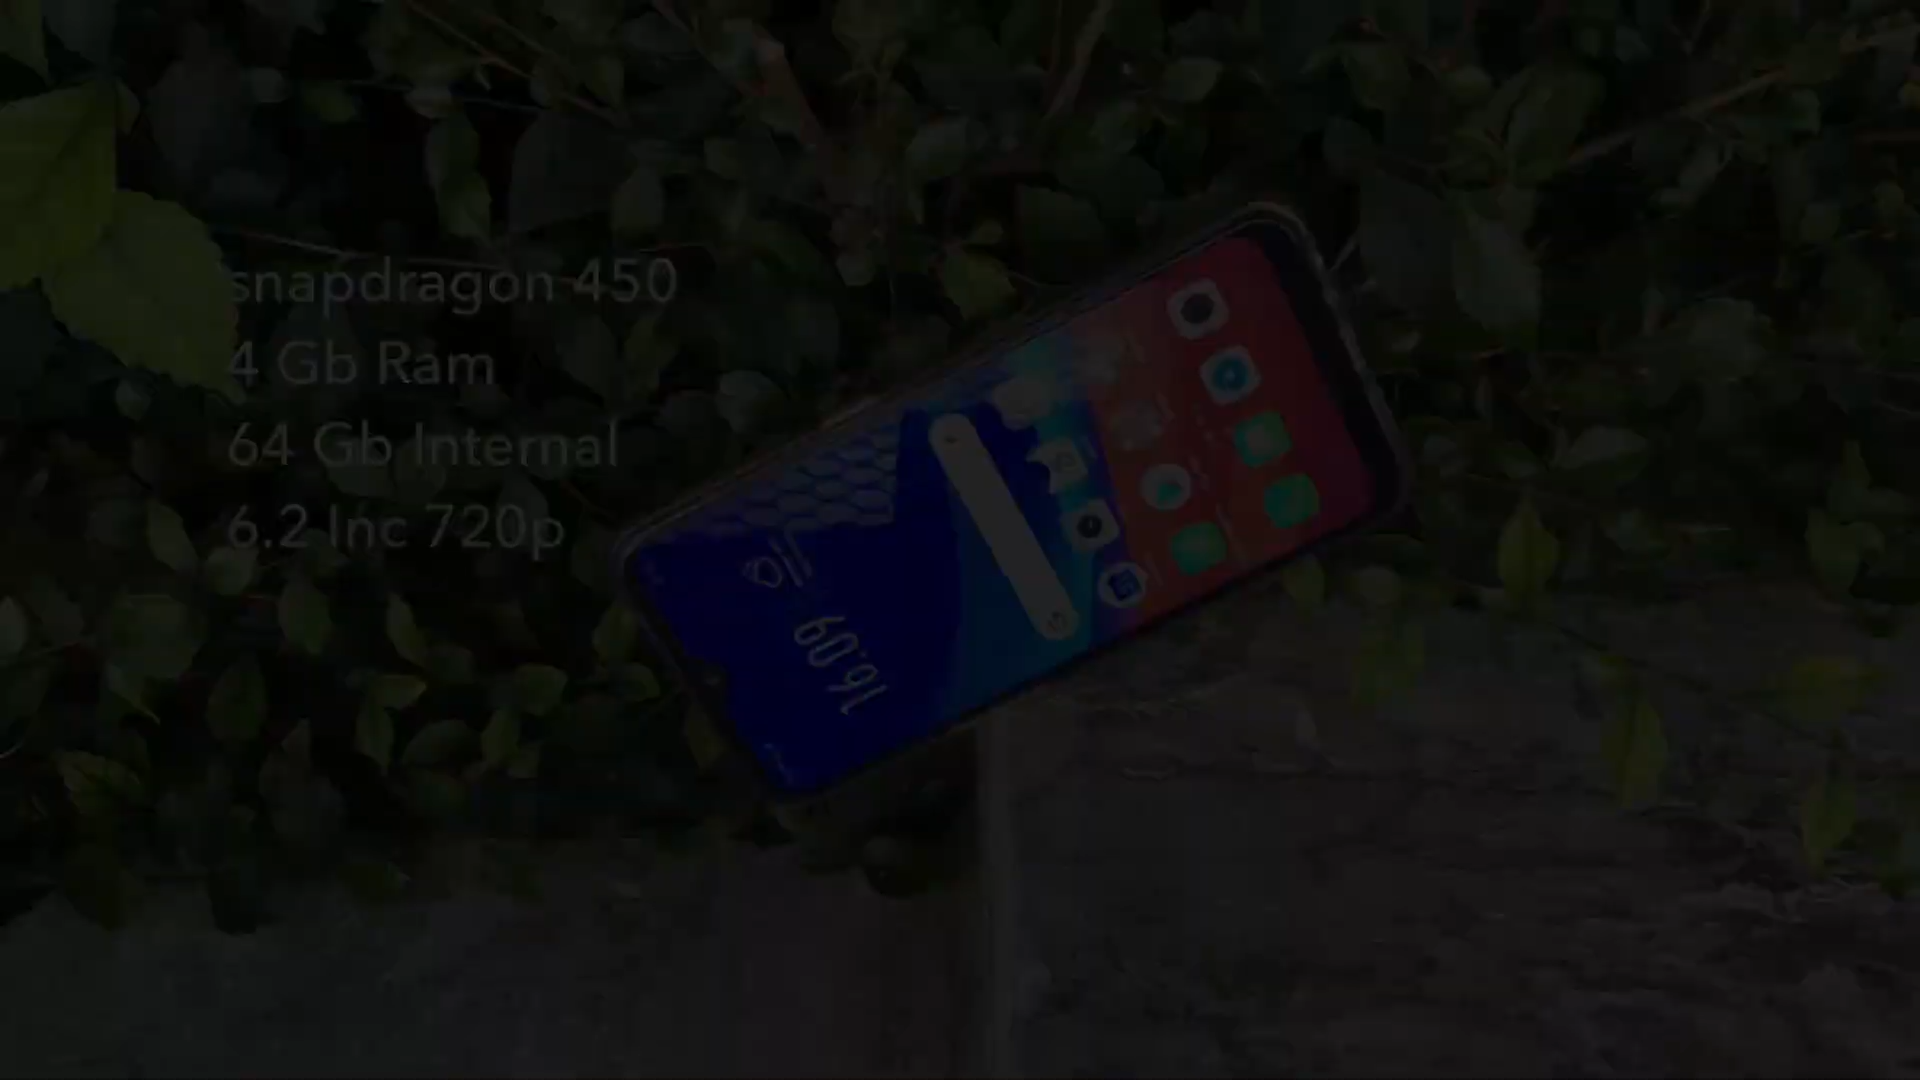 snapdragon 450
4 Gb Ram
64 Gb Internal
6.2 Inc 720p
16.09